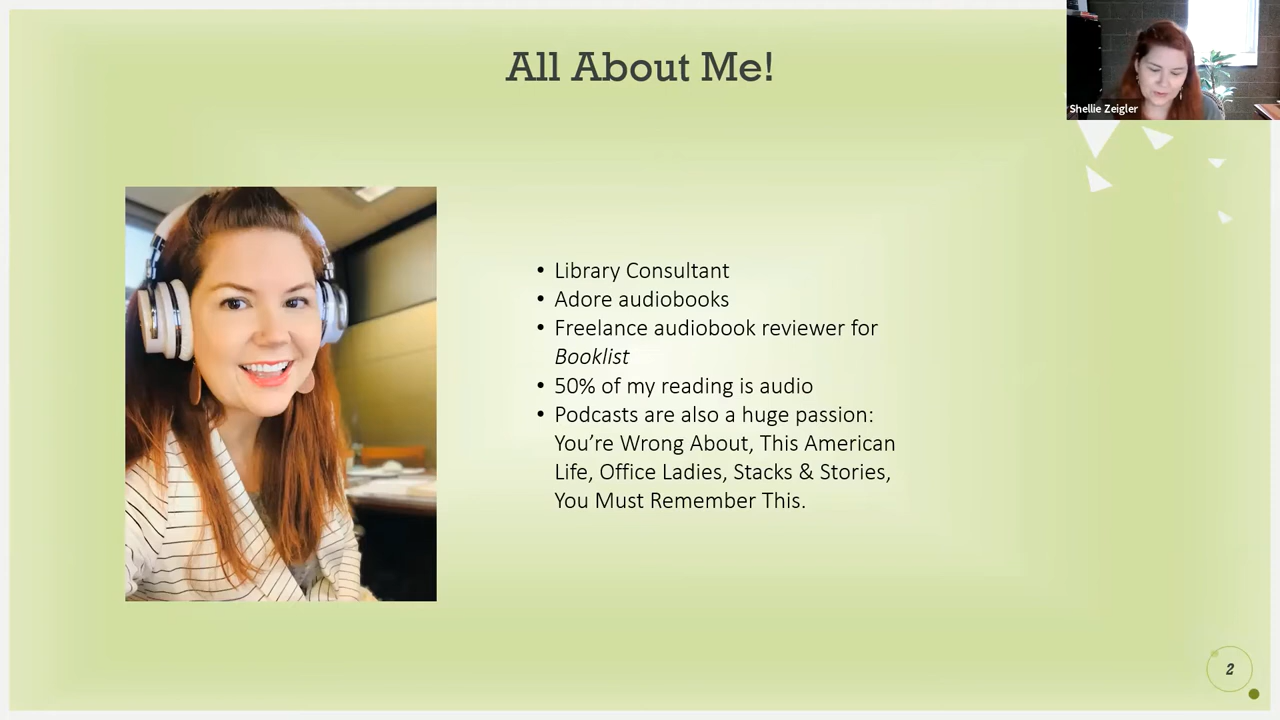 All About Me!
Shellie Zeigler
• Library Consultant
• Adore audiobooks
• Freelance audiobook reviewer for
Booklist
• 50% of my reading is audio
• Podcasts are also a huge passion:
You’re Wrong About, This American
Life, Office Ladies, Stacks & Stories,
You Must Remember This.
2